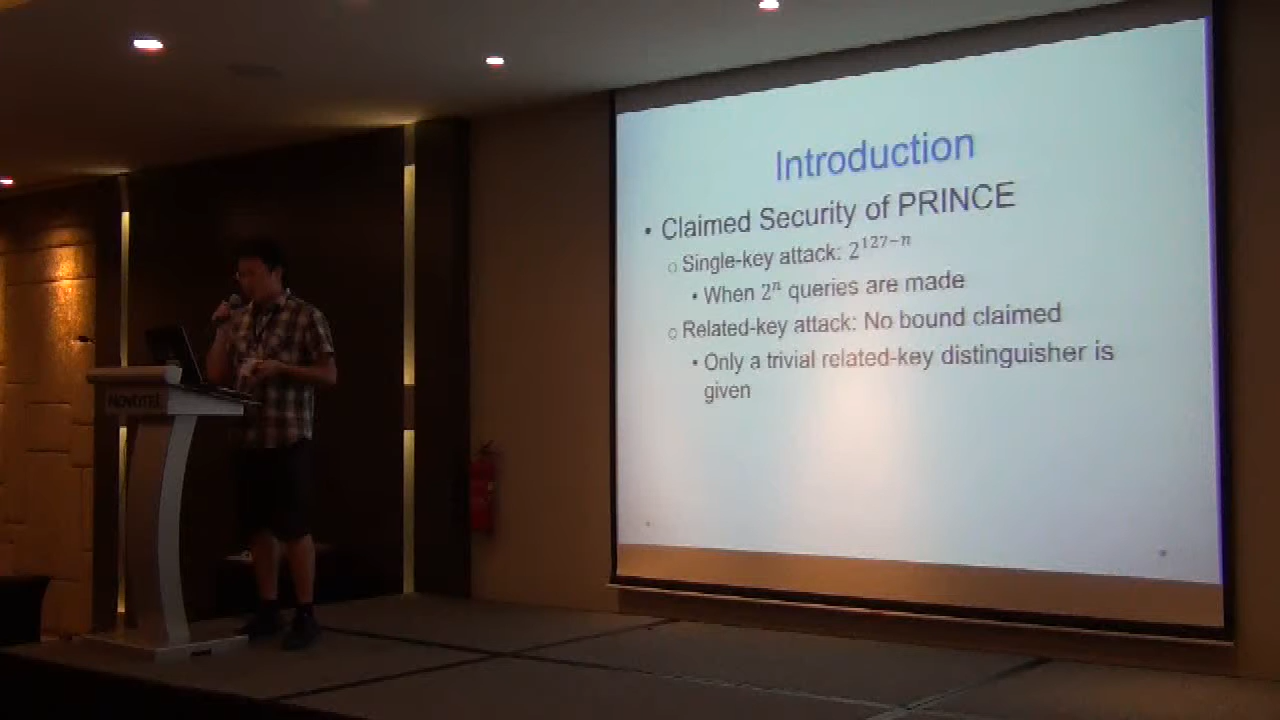 Introduction
• Claimed Security of PRINCE
○ Single-key attack: 2^{127−n}
• When 2^n queries are made
○ Related-key attack: No bound claimed
• Only a trivial related-key distinguisher is
given
NOVOTEL